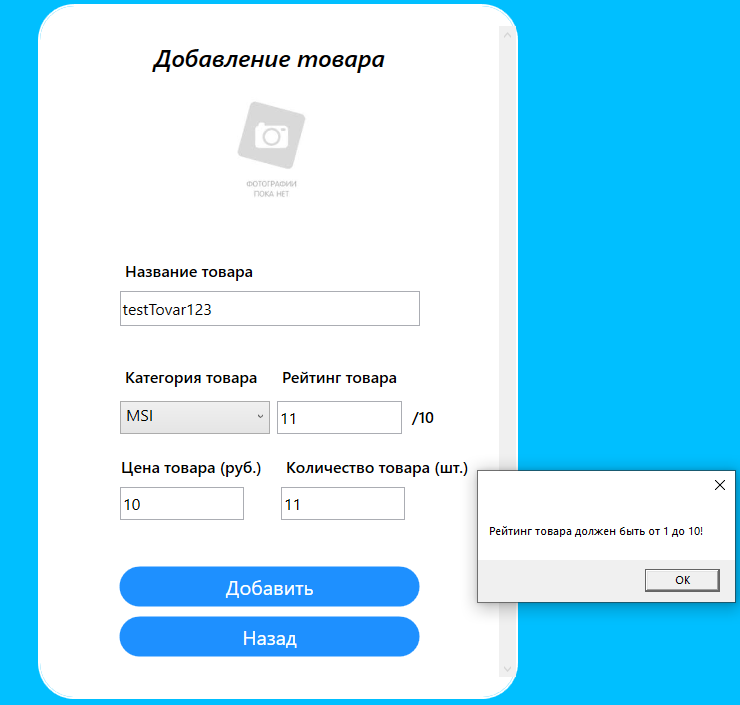 Добавление товара
ФОТОГРАФИИ
ПОКА НЕТ
Название товара
testTovar123
Категория товара Рейтинг товара
MSI 11 /10
Цена товара (руб.) Количество товара (шт.)
10 11
Рейтинг товара должен быть от 1 до 10!
OK
Добавить
Назад